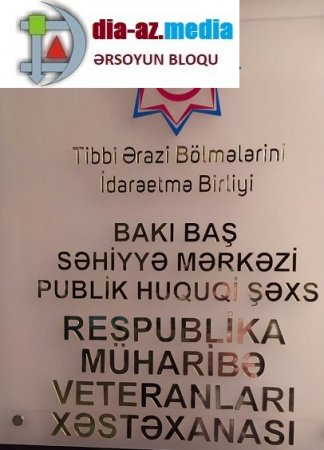 dia-az.media
ƏRSOYUN BLOQU
Tibbi Ərazi Bölmələrini
İdarəetmə Birliyi
BAKI BAŞ
SƏHİYYƏ MƏRKƏZİ
PUBLİK HUQUQİ ŞƏXS
RESPUBLİKA
MÜHARİBƏ
VETERANLARI
XƏSTƏXANASI